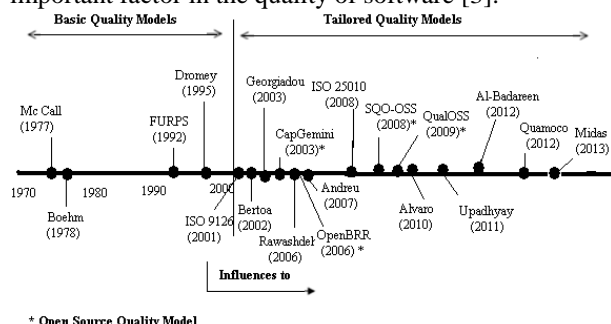 important factor in the quality of software [3].
Basic Quality Models
Tailored Quality Models
Mc Call
(1977)
FURPS
(1992)
Dromey
(1995)
Georgiadou
(2003)
CapGemini
(2003)*
ISO 25010
(2008)
SQO-OSS
(2008)*
QualOSS
(2009)*
Al-Badareen
(2012)
Quamoco
(2012)
Midas
(2013)
1970
1980
1990
2000
Boehm
(1978)
ISO 9126
(2001)
Bertoa
(2002)
Rawashdeh
(2006)
OpenBRR
(2006) *
Andreu
(2007)
Alvaro
(2010)
Upadhyay
(2011)
Influences to
* Open Source Quality Model